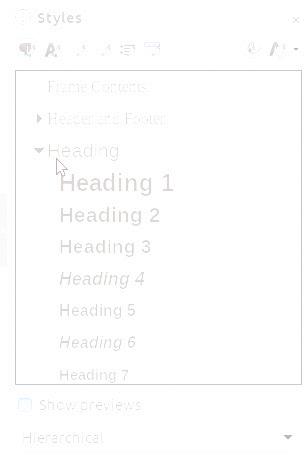 Styles
Frame Contents
Header and Footer
Heading
Heading 1
Heading 2
Heading 3
Heading 4
Heading 5
Heading 6
Heading 7
Show previews
Hierarchical